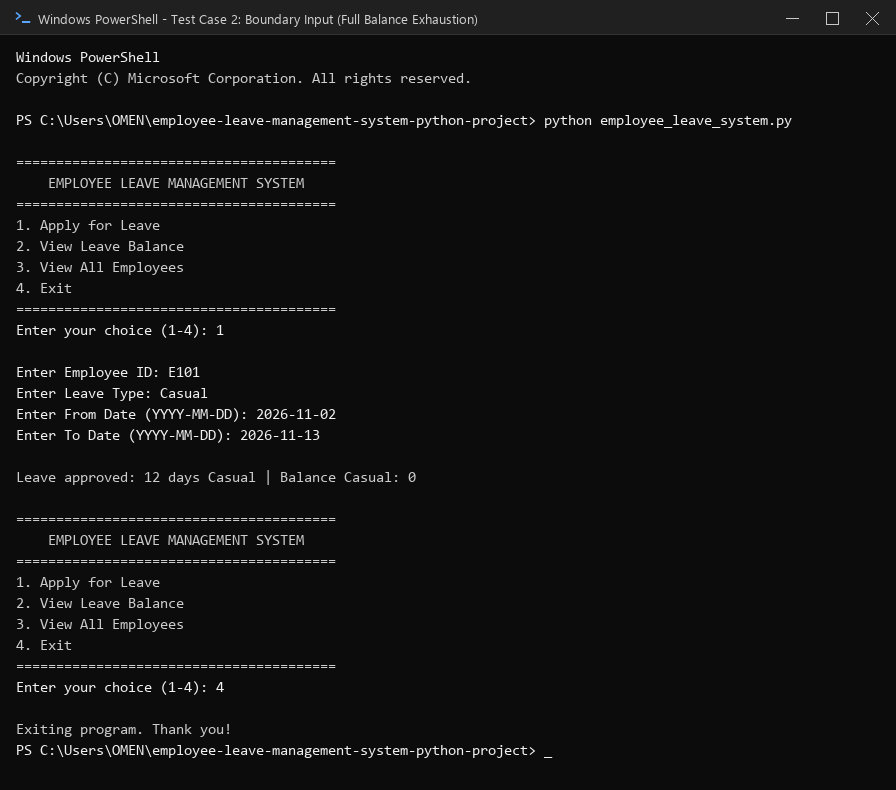 Windows PowerShell - Test Case 2: Boundary Input (Full Balance Exhaustion)
Windows PowerShell
Copyright (C) Microsoft Corporation. All rights reserved.
PS C:\Users\OMEN\employee-leave-management-system-python-project> python employee_leave_system.py
========================================
    EMPLOYEE LEAVE MANAGEMENT SYSTEM
========================================
1. Apply for Leave
2. View Leave Balance
3. View All Employees
4. Exit
========================================
Enter your choice (1-4): 1
Enter Employee ID: E101
Enter Leave Type: Casual
Enter From Date (YYYY-MM-DD): 2026-11-02
Enter To Date (YYYY-MM-DD): 2026-11-13
Leave approved: 12 days Casual | Balance Casual: 0
========================================
    EMPLOYEE LEAVE MANAGEMENT SYSTEM
========================================
1. Apply for Leave
2. View Leave Balance
3. View All Employees
4. Exit
========================================
Enter your choice (1-4): 4
Exiting program. Thank you!
PS C:\Users\OMEN\employee-leave-management-system-python-project> _